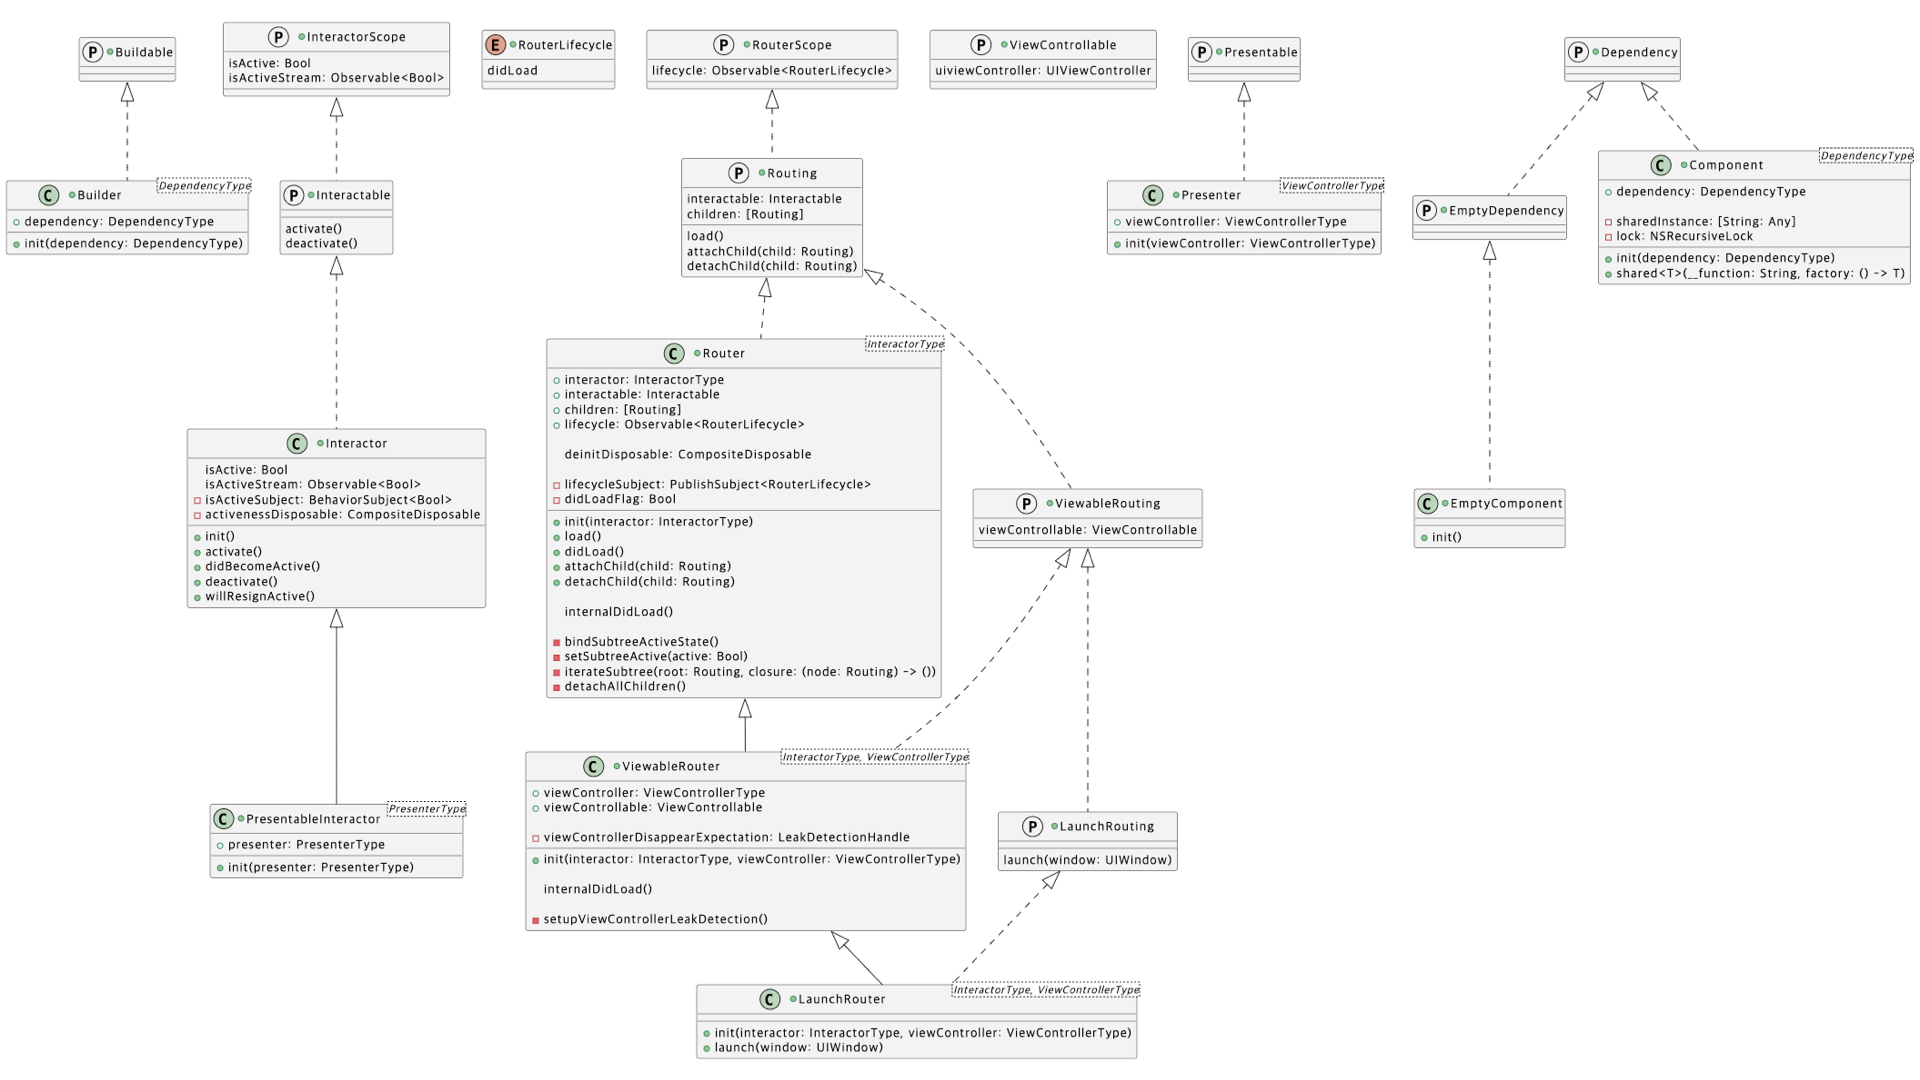 P Buildable
P InteractorScope
isActive: Bool
isActiveStream: Observable<Bool>
E RouterLifecycle
didLoad
P RouterScope
lifecycle: Observable<RouterLifecycle>
P ViewControllable
uiviewController: UIViewController
P Presentable
P Dependency
C Builder
DependencyType
dependency: DependencyType
init(dependency: DependencyType)
P Interactable
activate()
deactivate()
P Routing
interactable: Interactable
children: [Routing]
load()
attachChild(child: Routing)
detachChild(child: Routing)
C Presenter
ViewControllerType
viewController: ViewControllerType
init(viewController: ViewControllerType)
P EmptyDependency
C Component
DependencyType
dependency: DependencyType
sharedInstance: [String: Any]
lock: NSRecursiveLock
init(dependency: DependencyType)
shared<T>(__function: String, factory: () -> T)
C Interactor
isActive: Bool
isActiveStream: Observable<Bool>
isActiveSubject: BehaviorSubject<Bool>
activenessDisposable: CompositeDisposable
init()
activate()
didBecomeActive()
deactivate()
willResignActive()
C Router
InteractorType
interactor: InteractorType
interactable: Interactable
children: [Routing]
lifecycle: Observable<RouterLifecycle>
deinitDisposable: CompositeDisposable
lifecycleSubject: PublishSubject<RouterLifecycle>
didLoadFlag: Bool
init(interactor: InteractorType)
load()
didLoad()
attachChild(child: Routing)
detachChild(child: Routing)
internalDidLoad()
bindSubtreeActiveState()
setSubtreeActive(active: Bool)
iterateSubtree(root: Routing, closure: (node: Routing) -> ())
detachAllChildren()
P ViewableRouting
viewControllable: ViewControllable
C EmptyComponent
init()
C PresentableInteractor
PresenterType
presenter: PresenterType
init(presenter: PresenterType)
C ViewableRouter
InteractorType, ViewControllerType
viewController: ViewControllerType
viewControllable: ViewControllable
viewControllerDisappearExpectation: LeakDetectionHandle
init(interactor: InteractorType, viewController: ViewControllerType)
internalDidLoad()
setupViewControllerLeakDetection()
P LaunchRouting
launch(window: UIWindow)
C LaunchRouter
InteractorType, ViewControllerType
init(interactor: InteractorType, viewController: ViewControllerType)
launch(window: UIWindow)